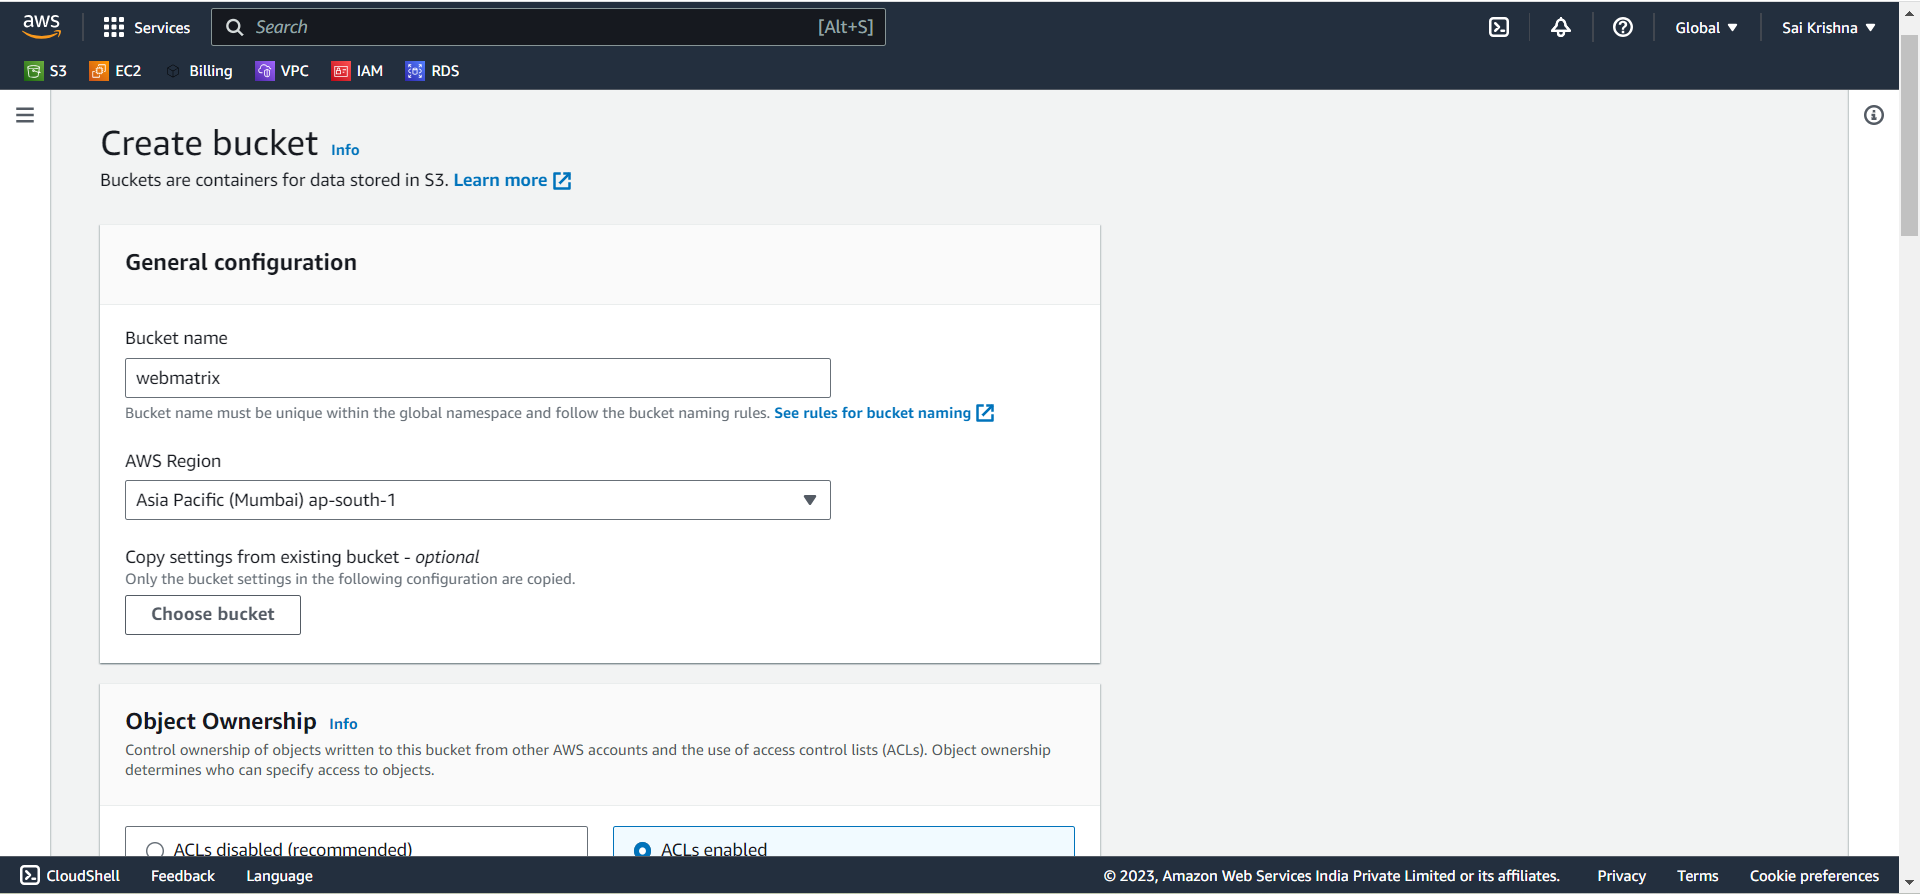 aws Services Search [Alt+S] Global Sai Krishna
S3 EC2 Billing VPC IAM RDS
Create bucket Info
Buckets are containers for data stored in S3. Learn more
General configuration
Bucket name
webmatrix
Bucket name must be unique within the global namespace and follow the bucket naming rules. See rules for bucket naming
AWS Region
Asia Pacific (Mumbai) ap-south-1
Copy settings from existing bucket - optional
Only the bucket settings in the following configuration are copied.
Choose bucket
Object Ownership Info
Control ownership of objects written to this bucket from other AWS accounts and the use of access control lists (ACLs). Object ownership
determines who can specify access to objects.
ACLs disabled (recommended) ACLs enabled
CloudShell Feedback Language © 2023, Amazon Web Services India Private Limited or its affiliates. Privacy Terms Cookie preferences